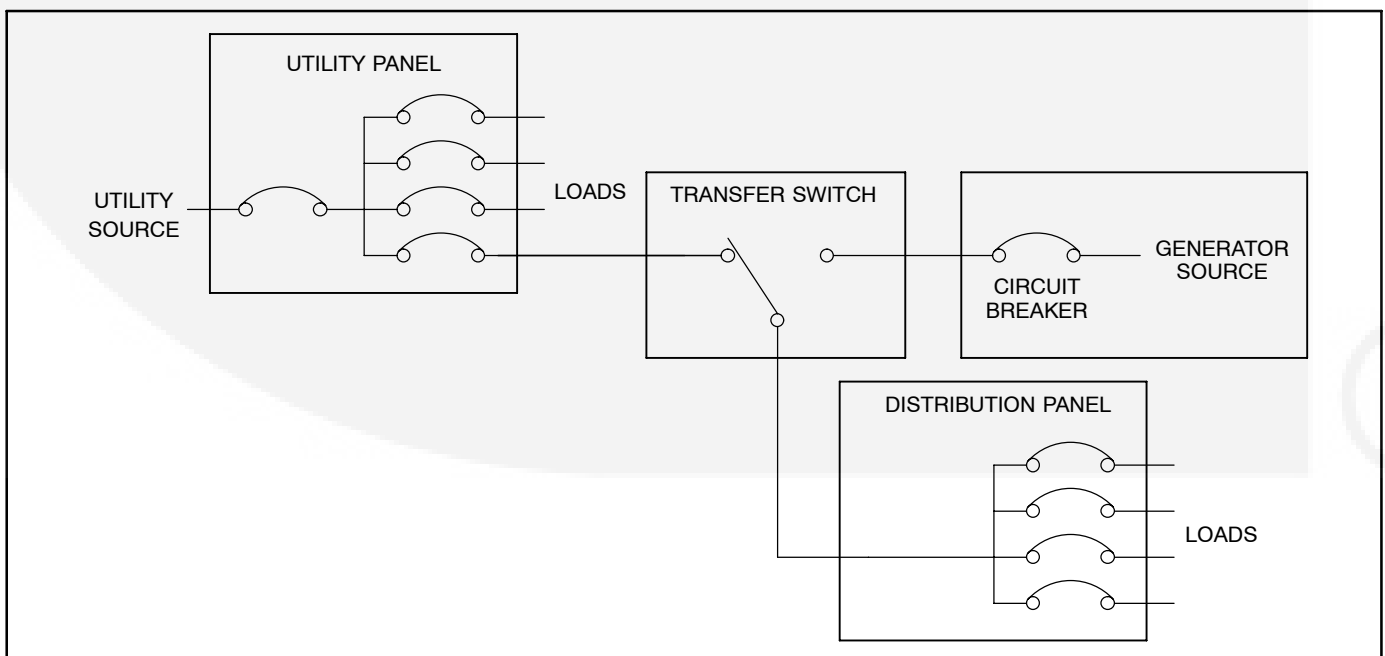 UTILITY PANEL
UTILITY
SOURCE
LOADS
TRANSFER SWITCH
CIRCUIT
BREAKER
GENERATOR
SOURCE
DISTRIBUTION PANEL
LOADS